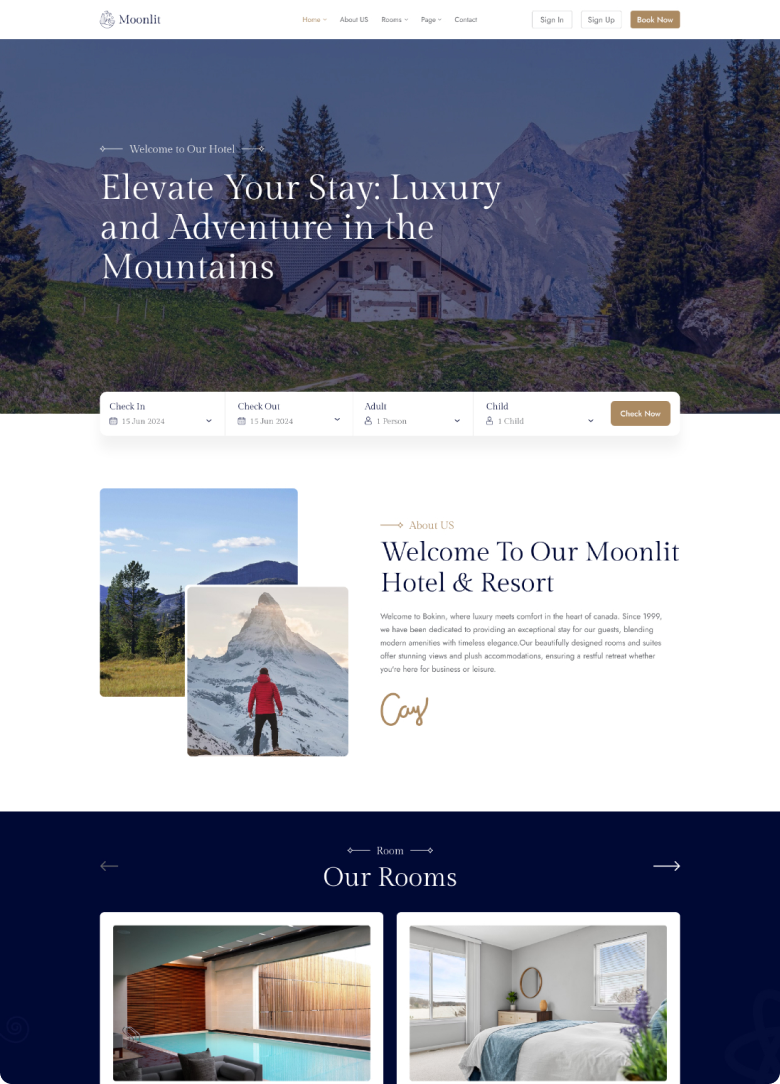 Moonlit
Home
About US
Rooms
Page
Contact
Sign In
Sign Up
Book Now
Welcome to Our Hotel
Elevate Your Stay: Luxury
and Adventure in the
Mountains
Check In
15 Jun 2024
Check Out
15 Jun 2024
Adult
1 Person
Child
1 Child
Check Now
About US
Welcome To Our Moonlit
Hotel & Resort
Welcome to Bokinn, where luxury meets comfort in the heart of canada. Since 1999,
we have been dedicated to providing an exceptional stay for our guests, blending
modern amenities with timeless elegance.Our beautifully designed rooms and suites
offer stunning views and plush accommodations, ensuring a restful retreat whether
you're here for business or leisure.
Cay
Room
Our Rooms